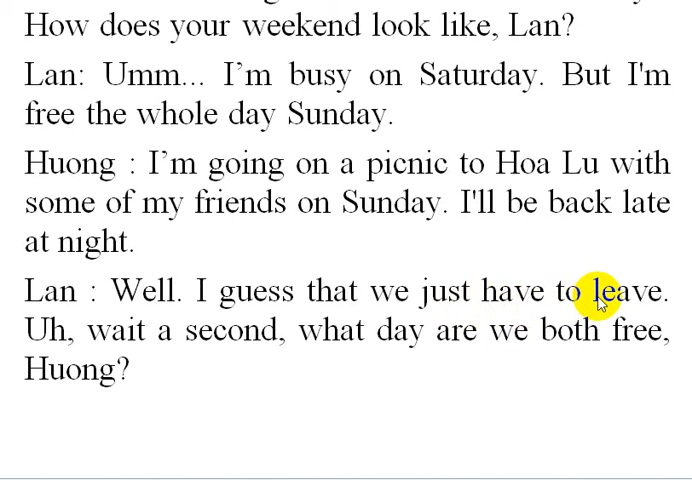 How does your weekend look like, Lan?
Lan: Umm... I’m busy on Saturday. But I'm
free the whole day Sunday.
Huong : I’m going on a picnic to Hoa Lu with
some of my friends on Sunday. I'll be back late
at night.
Lan : Well. I guess that we just have to leave.
Uh, wait a second, what day are we both free,
Huong?